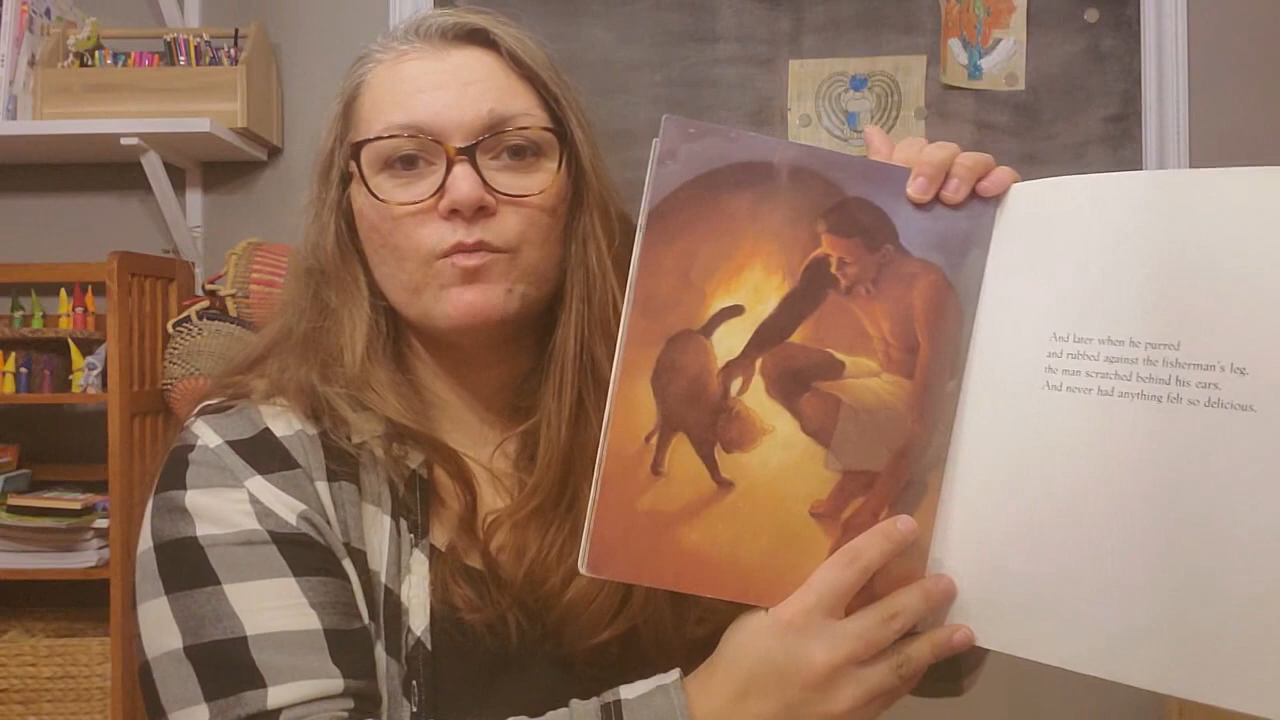 And later when he purred
and rubbed against the fisherman's leg,
the man scratched behind his ears,
And never had anything felt so delicious.